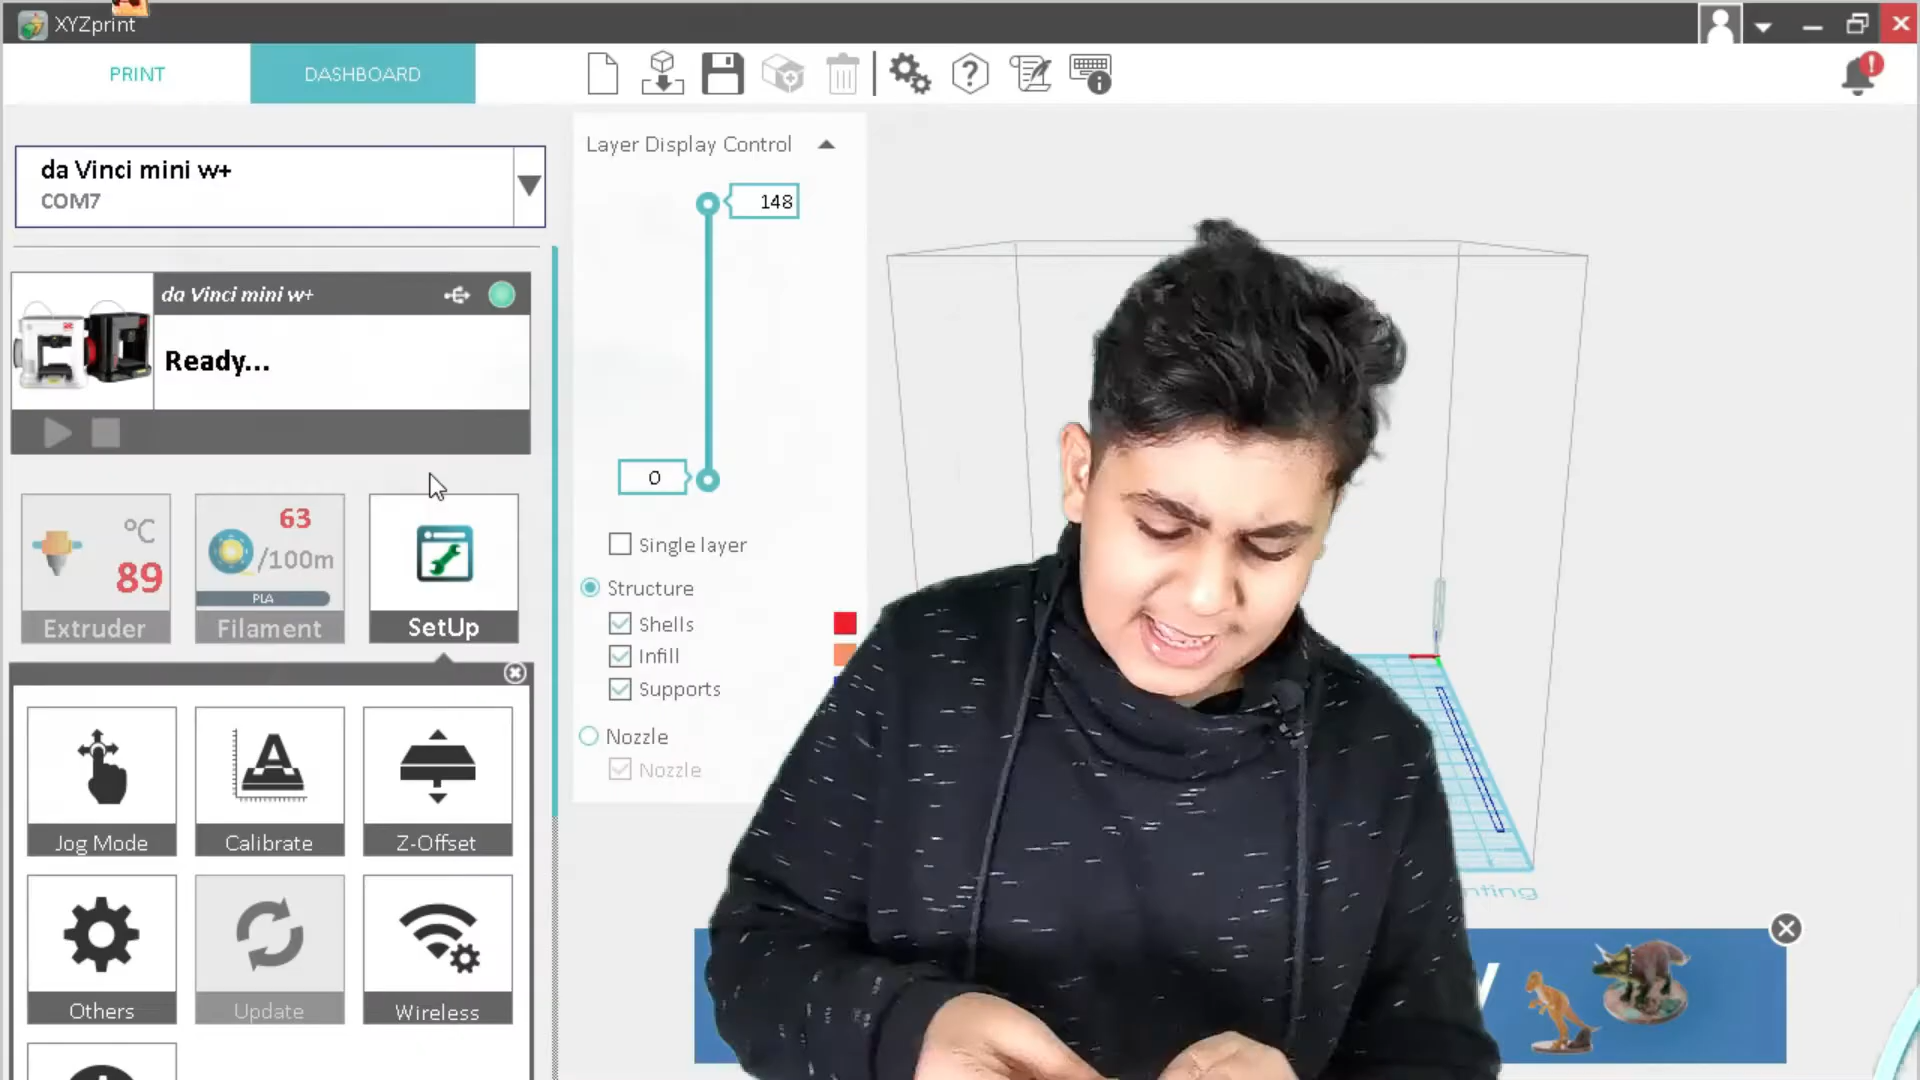 XYZprint
PRINT
DASHBOARD
da Vinci mini w+
COM7
Layer Display Control
148
da Vinci mini w+
Ready...
0
Single layer
°C
89
Extruder
63
/100m
PLA
Filament
SetUp
Structure
Shells
Infill
Supports
Nozzle
Nozzle
Jog Mode
Calibrate
Z-Offset
Others
Update
Wireless